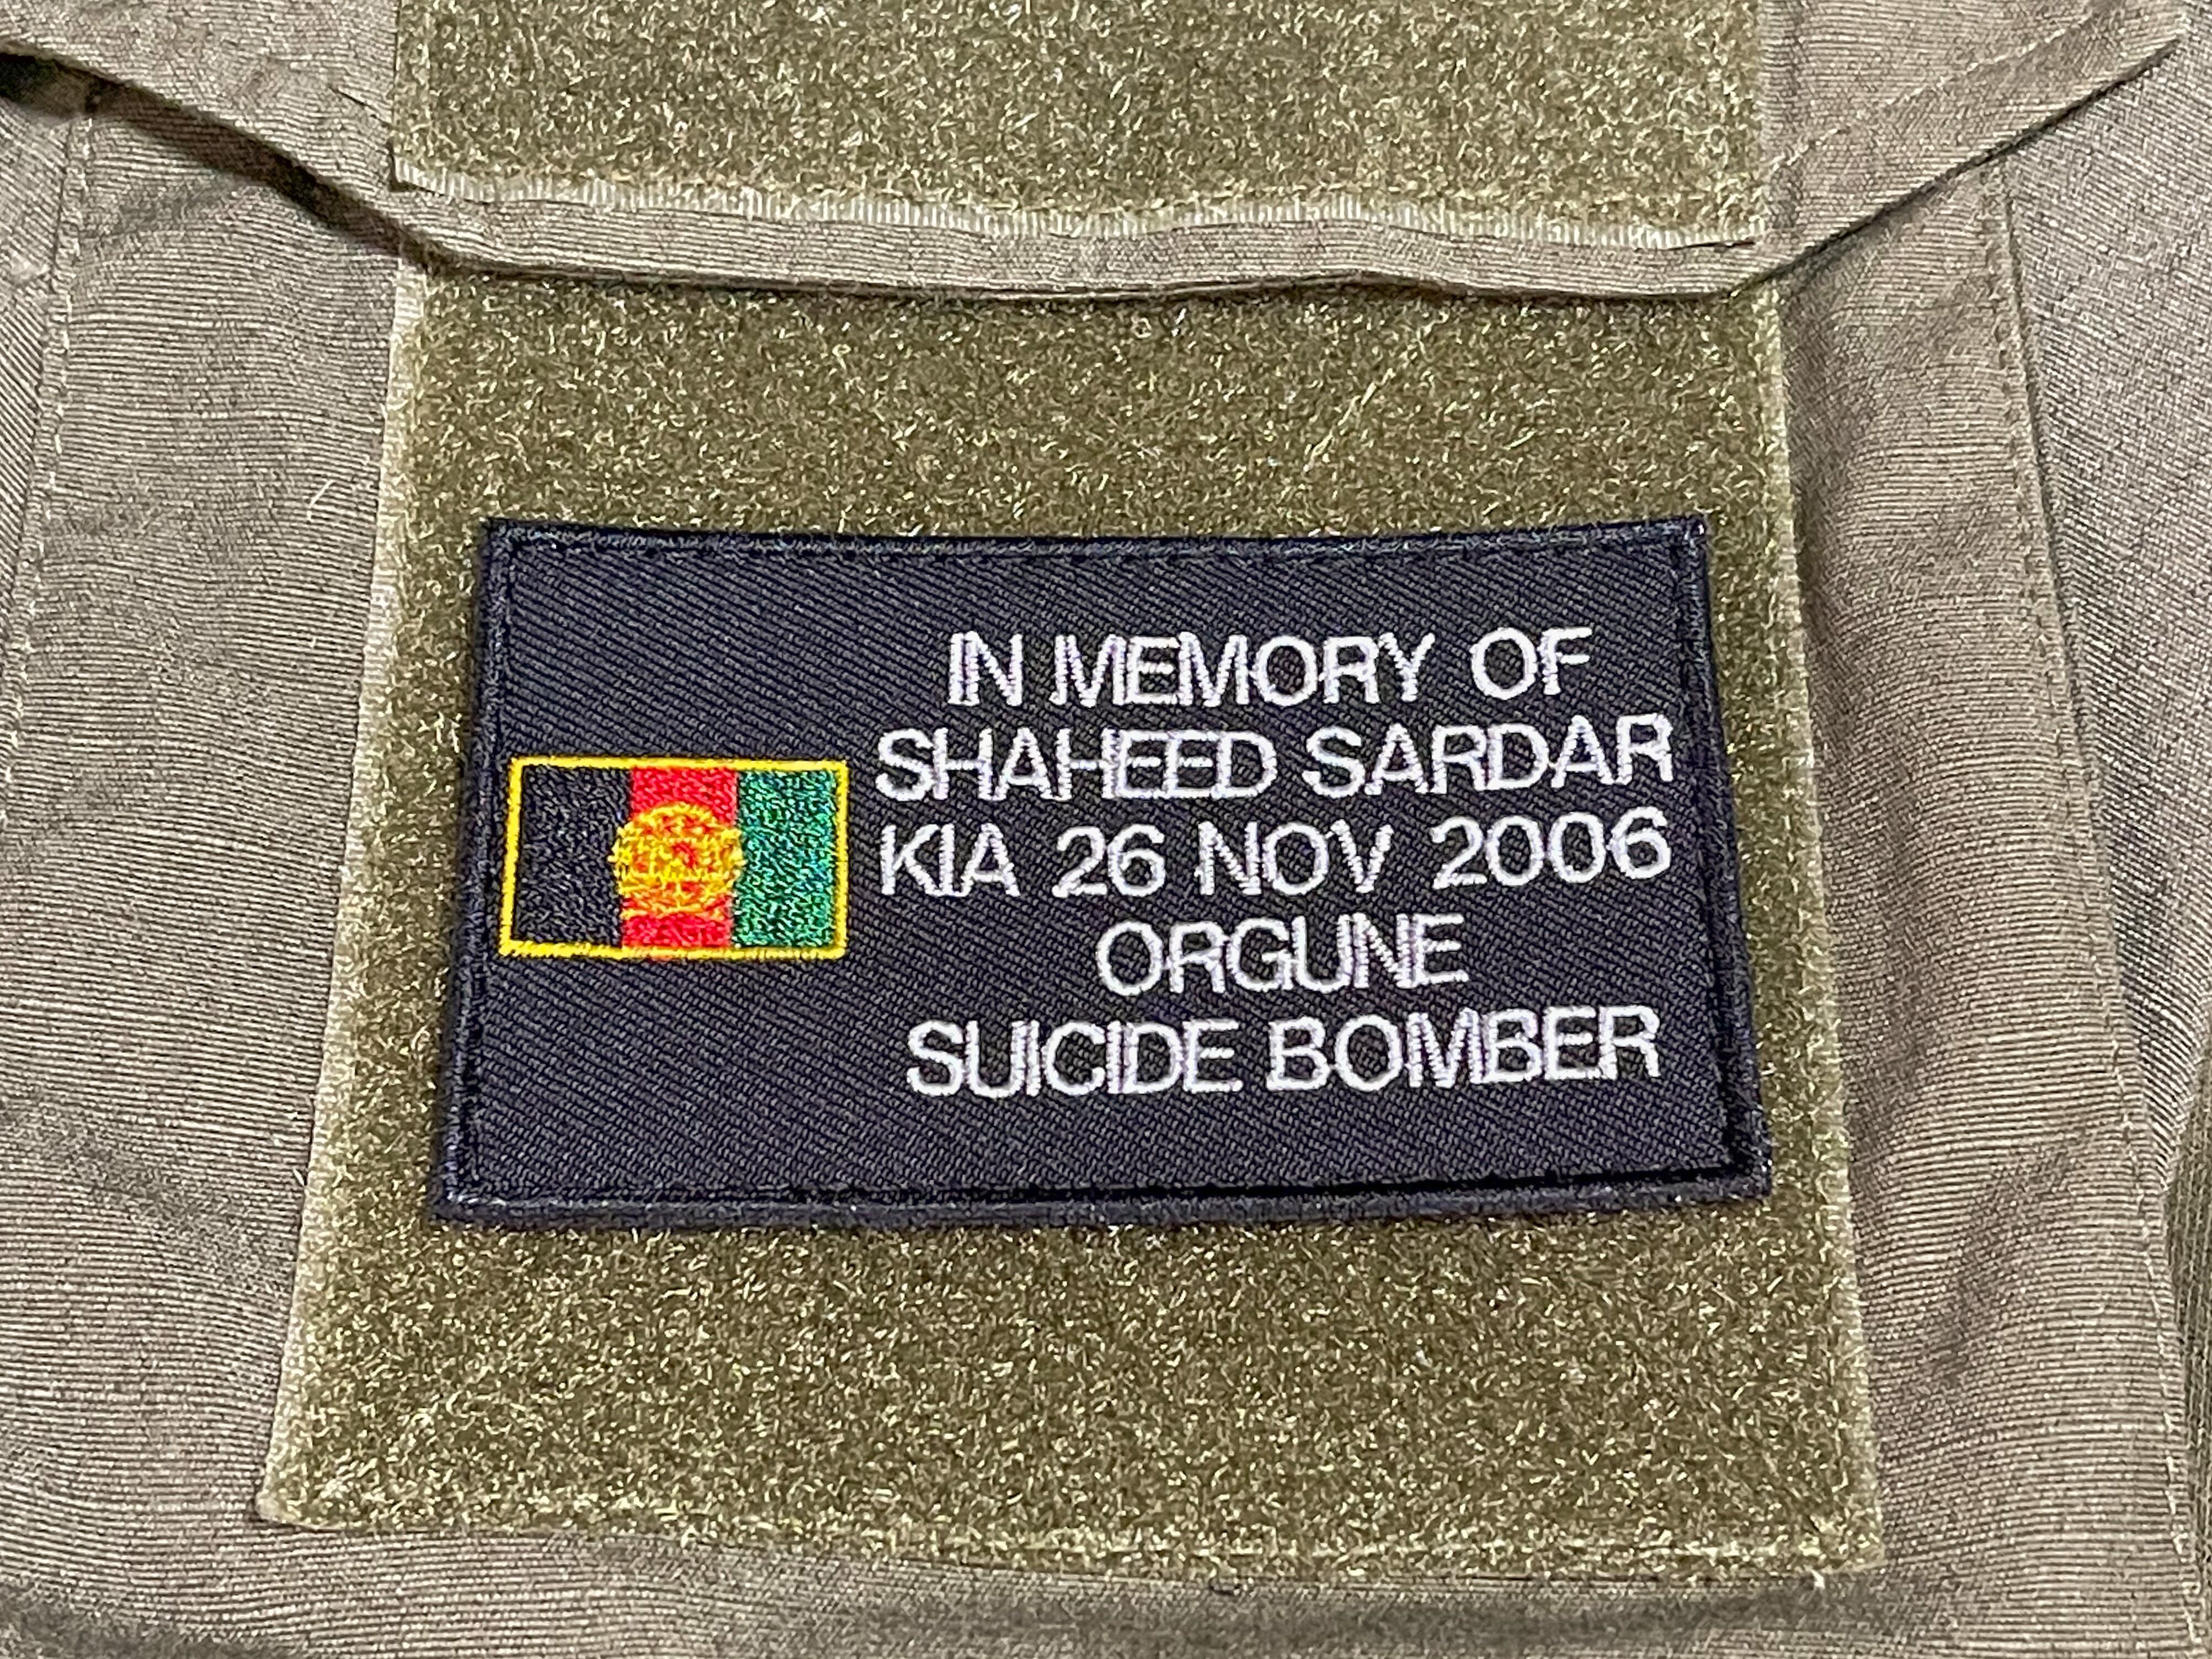 IN MEMORY OF
SHAHEED SARDAR
KIA 26 NOV 2006
ORGUNE
SUICIDE BOMBER